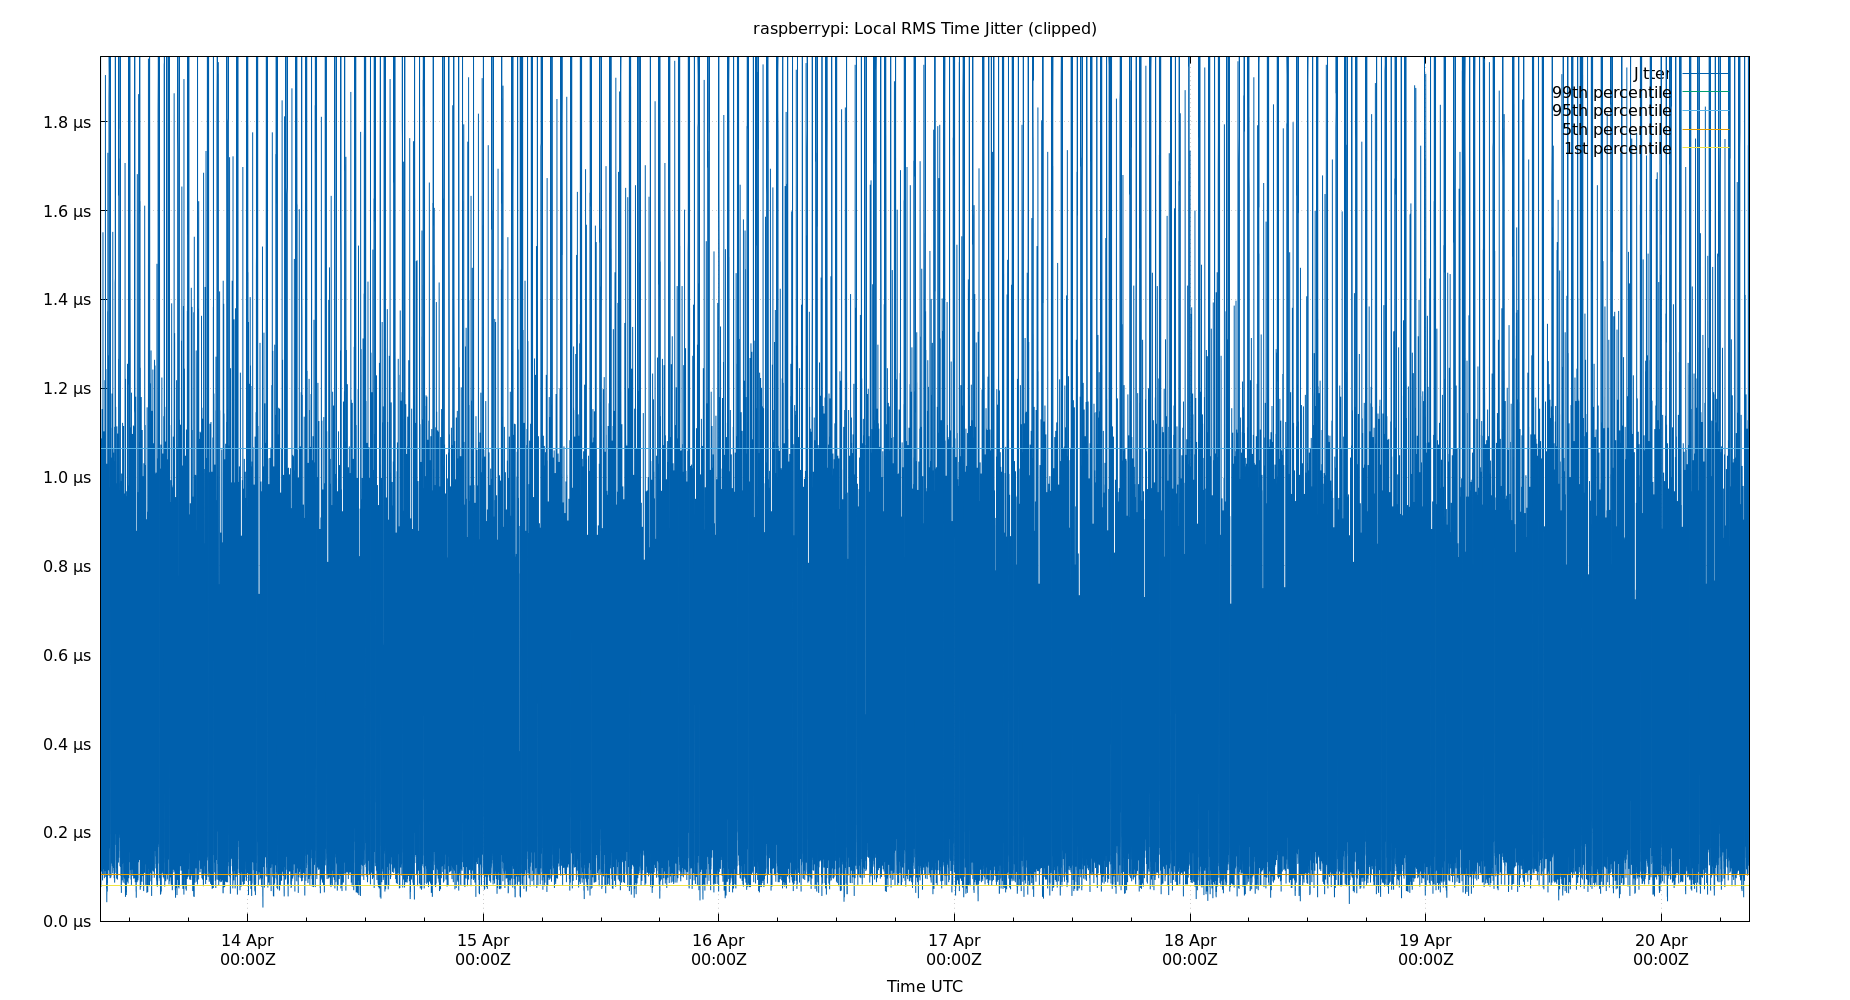 raspberrypi: Local RMS Time Jitter (clipped)
Jitter
99th percentile
95th percentile
5th percentile
1st percentile
1.8 µs
1.6 µs
1.4 µs
1.2 µs
1.0 µs
0.8 µs
0.6 µs
0.4 µs
0.2 µs
0.0 µs
14 Apr 15 Apr 16 Apr 17 Apr 18 Apr 19 Apr 20 Apr
00:00Z 00:00Z 00:00Z 00:00Z 00:00Z 00:00Z 00:00Z
Time UTC